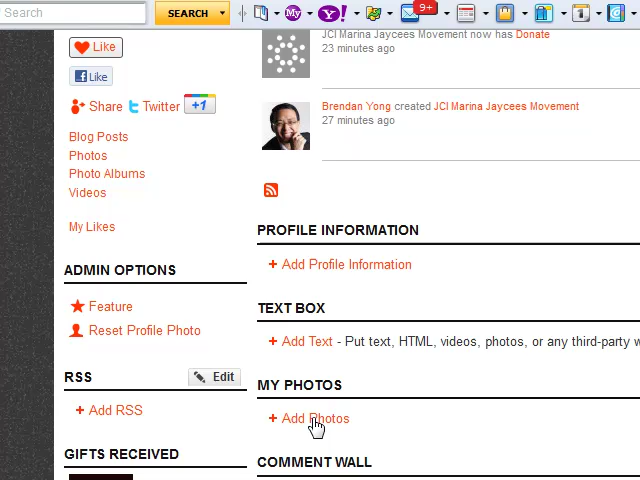 Search
SEARCH
My
Y!
9+
1
Like
JCI Marina Jaycees Movement now has Donate
23 minutes ago
Like
Share Twitter +1
Brendan Yong created JCI Marina Jaycees Movement
27 minutes ago
Blog Posts
Photos
Photo Albums
Videos
My Likes
PROFILE INFORMATION
+ Add Profile Information
ADMIN OPTIONS
Feature
Reset Profile Photo
TEXT BOX
+ Add Text - Put text, HTML, videos, photos, or any third-party w
RSS
Edit
+ Add RSS
MY PHOTOS
+ Add Photos
GIFTS RECEIVED
COMMENT WALL